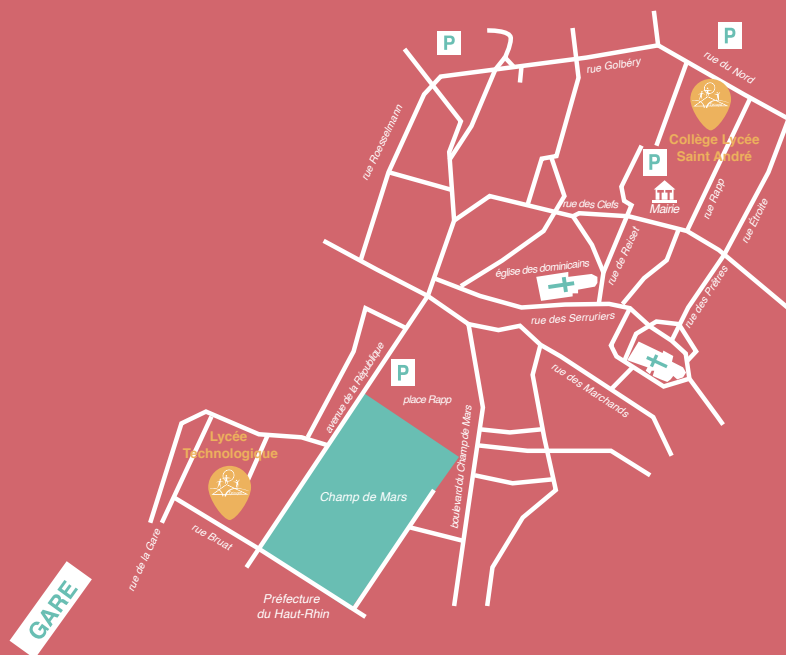 P
P
rue du Nord
rue Golbéry
rue Roesselmann
Collège Lycée
Saint André
P
Mairie
rue des Clefs
rue Rapp
rue Étroite
rue de Reiset
église des dominicains
rue des Prêtres
rue des Serruriers
avenue de la République
P
place Rapp
rue des Marchands
boulevard du Champ de Mars
Lycée
Technologique
Champ de Mars
rue Bruat
rue de la Gare
GARE
Préfecture
du Haut-Rhin